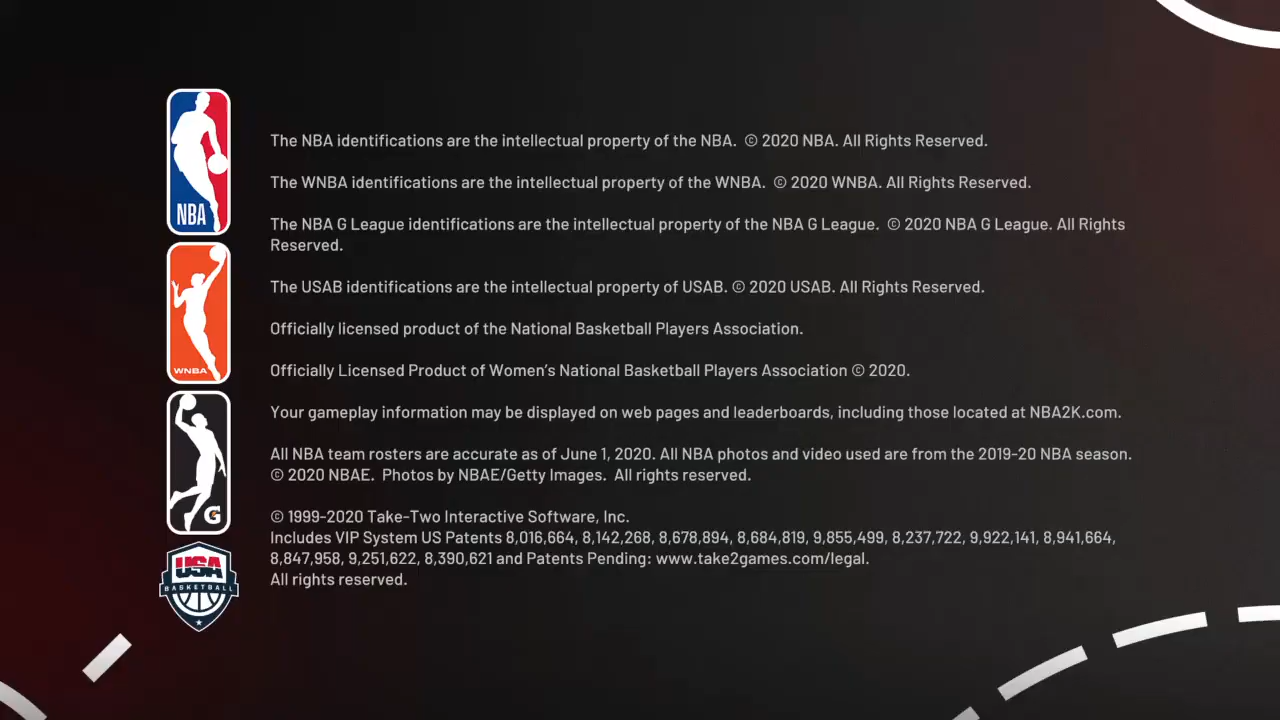 The NBA identifications are the intellectual property of the NBA.  © 2020 NBA. All Rights Reserved.
The WNBA identifications are the intellectual property of the WNBA.  © 2020 WNBA. All Rights Reserved.
The NBA G League identifications are the intellectual property of the NBA G League.  © 2020 NBA G League. All Rights
Reserved.
The USAB identifications are the intellectual property of USAB. © 2020 USAB. All Rights Reserved.
Officially licensed product of the National Basketball Players Association.
Officially Licensed Product of Women's National Basketball Players Association © 2020.
Your gameplay information may be displayed on web pages and leaderboards, including those located at NBA2K.com.
All NBA team rosters are accurate as of June 1, 2020. All NBA photos and video used are from the 2019-20 NBA season.
© 2020 NBAE.  Photos by NBAE/Getty Images.  All rights reserved.
© 1999-2020 Take-Two Interactive Software, Inc.
Includes VIP System US Patents 8,016,664, 8,142,268, 8,678,894, 8,684,819, 9,855,499, 8,237,722, 9,922,141, 8,941,664,
8,847,958, 9,251,622, 8,390,621 and Patents Pending: www.take2games.com/legal.
All rights reserved.
NBA
WNBA
G
USA
BASKETBALL